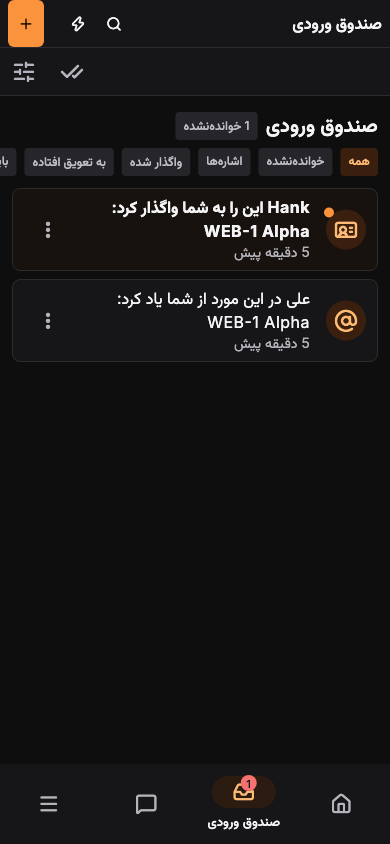 صندوق ورودی
صندوق ورودی
1 خوانده‌نشده
همه
خوانده‌نشده
اشاره‌ها
واگذار شده
به تعویق افتاده
Hank این را به شما واگذار کرد:
WEB-1 Alpha
5 دقیقه پیش
علی در این مورد از شما یاد کرد:
WEB-1 Alpha
5 دقیقه پیش
1
صندوق ورودی